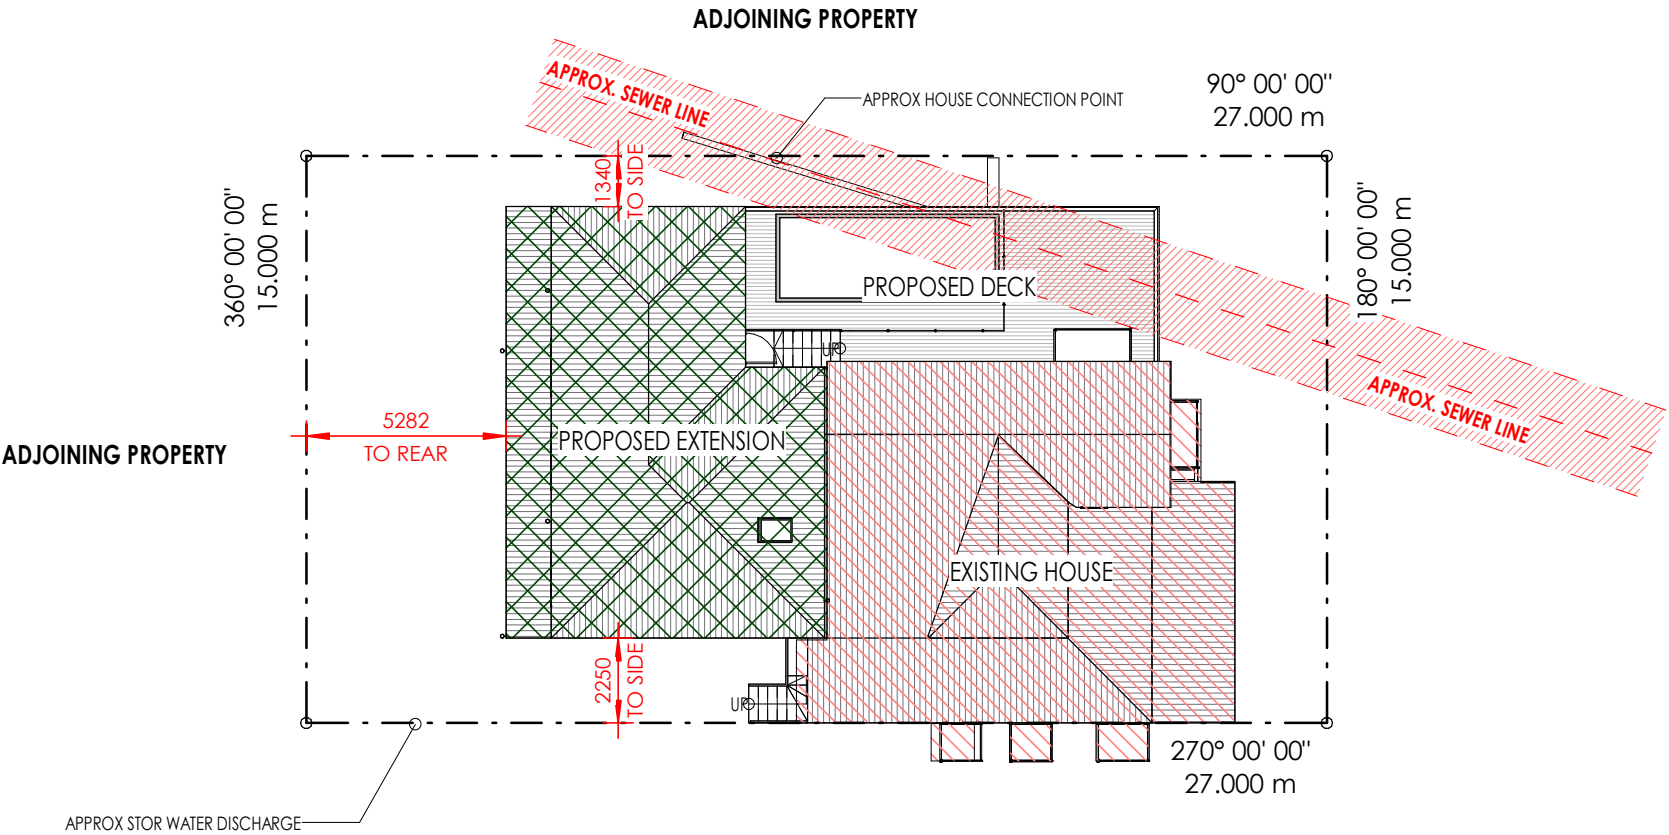 ADJOINING PROPERTY
APPROX. SEWER LINE
APPROX HOUSE CONNECTION POINT
90° 00' 00"
27.000 m
1340
TO SIDE
360° 00' 00"
15.000 m
180° 00' 00"
15.000 m
PROPOSED DECK
UP
5282
TO REAR
PROPOSED EXTENSION
ADJOINING PROPERTY
APPROX. SEWER LINE
EXISTING HOUSE
2250
TO SIDE
UP
270° 00' 00"
27.000 m
APPROX STOR WATER DISCHARGE